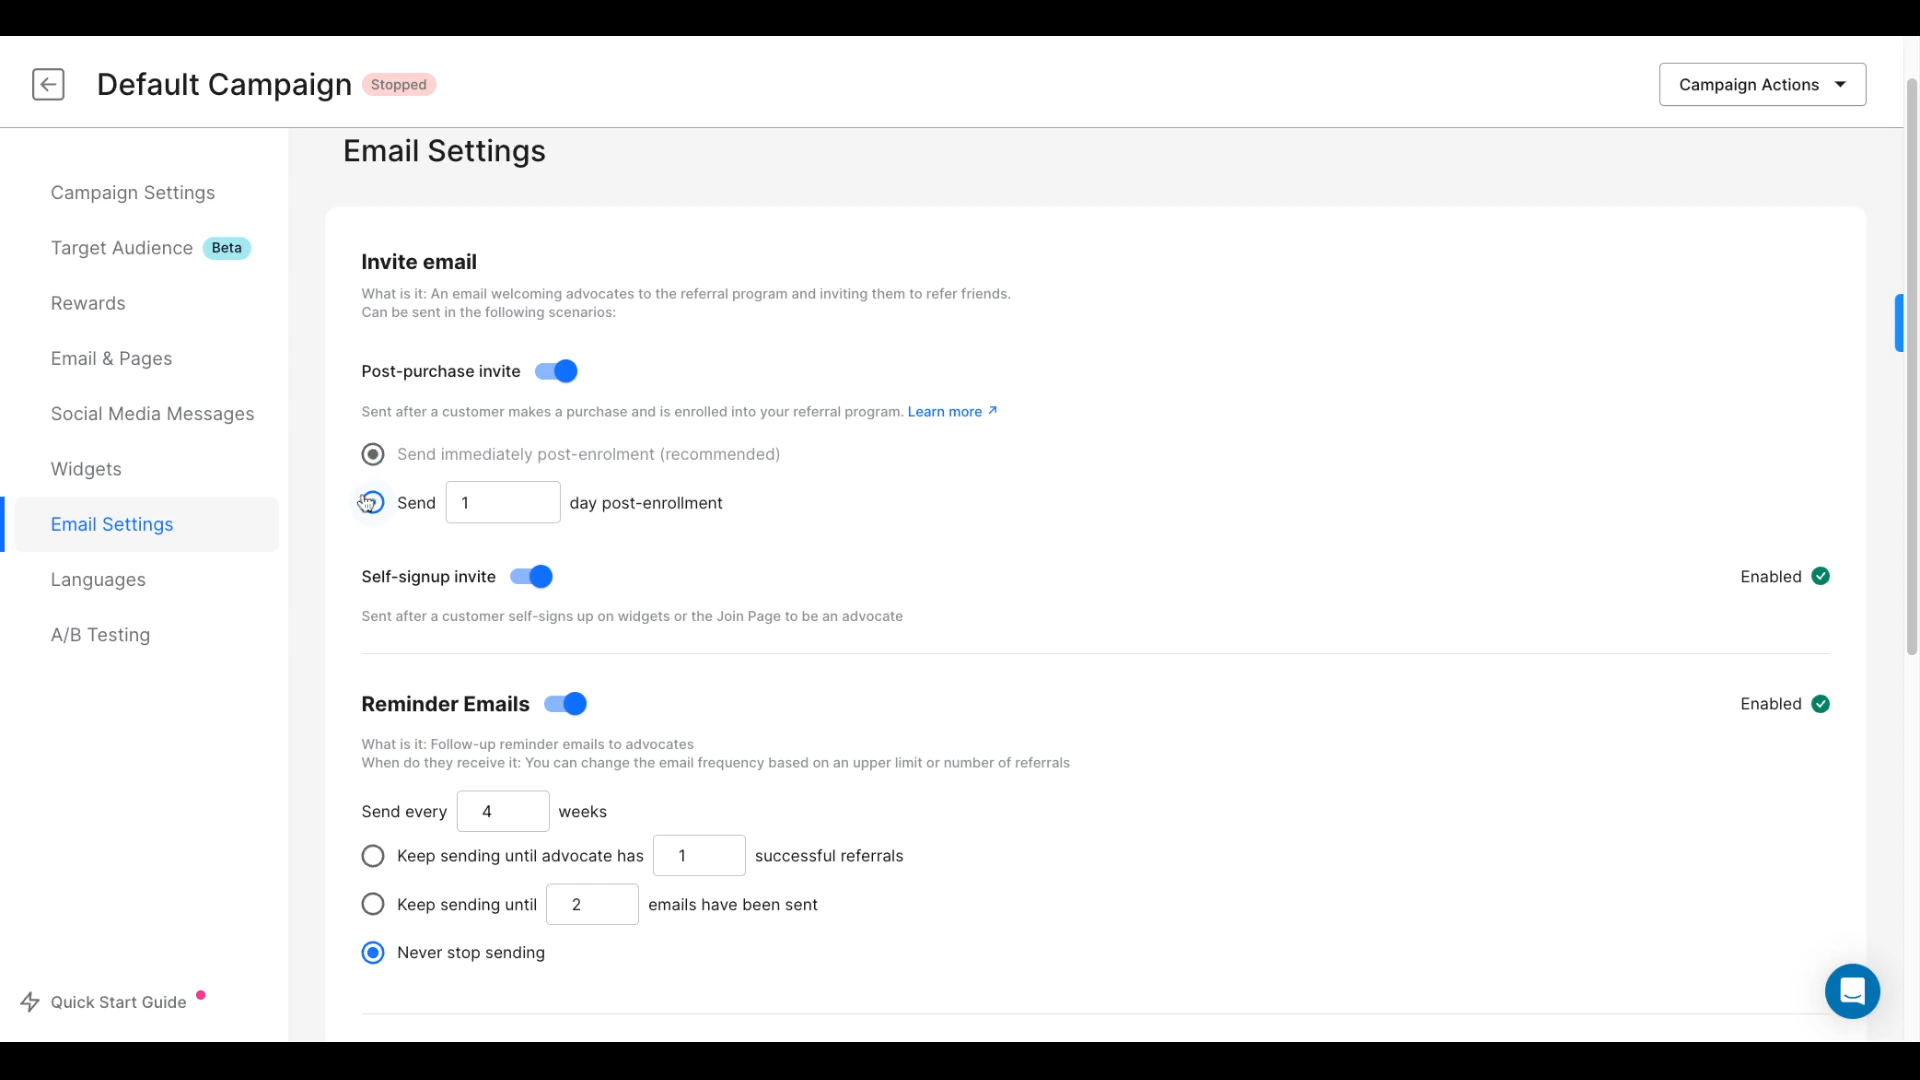 Default Campaign Stopped
Campaign Actions
Email Settings
Campaign Settings
Target Audience Beta
Rewards
Email & Pages
Social Media Messages
Widgets
Email Settings
Languages
A/B Testing
Quick Start Guide
Invite email
What is it: An email welcoming advocates to the referral program and inviting them to refer friends.
Can be sent in the following scenarios:
Post-purchase invite
Sent after a customer makes a purchase and is enrolled into your referral program. Learn more ↗
Send immediately post-enrolment (recommended)
Send 1 day post-enrollment
Self-signup invite Enabled
Sent after a customer self-signs up on widgets or the Join Page to be an advocate
Reminder Emails Enabled
What is it: Follow-up reminder emails to advocates
When do they receive it: You can change the email frequency based on an upper limit or number of referrals
Send every 4 weeks
Keep sending until advocate has 1 successful referrals
Keep sending until 2 emails have been sent
Never stop sending